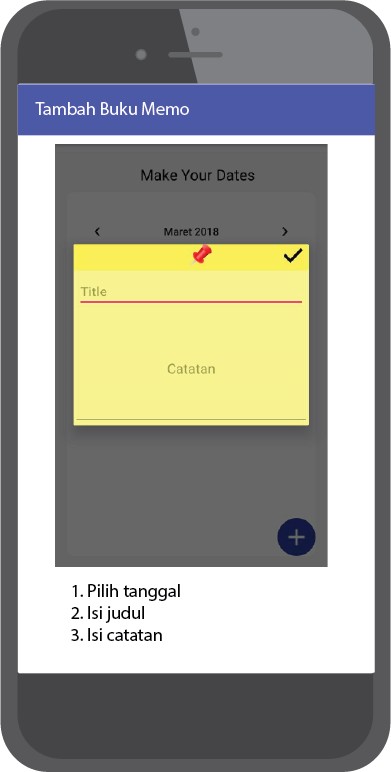 Tambah Buku Memo
Make Your Dates
Maret 2018
Title
Catatan
1. Pilih tanggal
2. Isi judul
3. Isi catatan